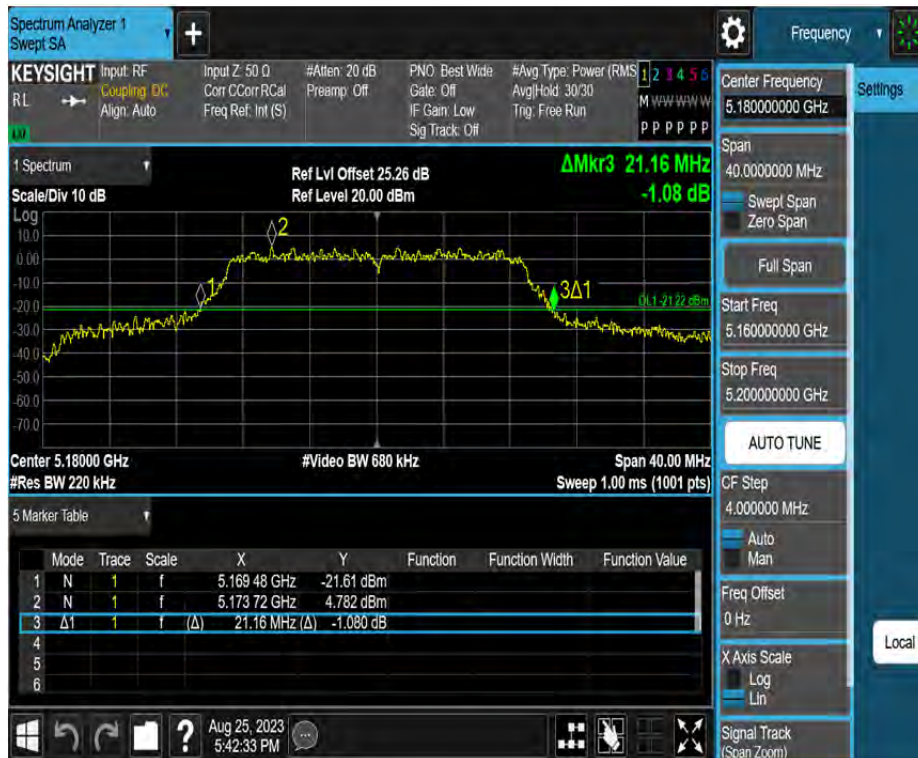 Spectrum Analyzer 1
Swept SA
+
Frequency
KEYSIGHT
RL
Input: RF
Coupling: DC
Align: Auto
Input Z: 50 Ω
Corr CCorr RCal
Freq Ref: Int (S)
#Atten: 20 dB
Preamp: Off
PNO: Best Wide
Gate: Off
IF Gain: Low
Sig Track: Off
#Avg Type: Power (RMS
Avg|Hold: 30/30
Trig: Free Run
1 2 3 4 5 6
M W W W W W
P P P P P P
1 Spectrum
Scale/Div 10 dB
Ref Lvl Offset 25.26 dB
Ref Level 20.00 dBm
ΔMkr3 21.16 MHz
-1.08 dB
Log
10.0
0.00
-10.0
-20.0
-30.0
-40.0
-50.0
-60.0
-70.0
2
1
3Δ1
DL1 -21.22 dBm
Center 5.18000 GHz
#Res BW 220 kHz
#Video BW 680 kHz
Span 40.00 MHz
Sweep 1.00 ms (1001 pts)
5 Marker Table
Mode Trace Scale X Y Function Function Width Function Value
1 N 1 f 5.169 48 GHz -21.61 dBm
2 N 1 f 5.173 72 GHz 4.782 dBm
3 Δ1 1 f (Δ) 21.16 MHz (Δ) -1.080 dB
4
5
6
?
Aug 25, 2023
5:42:33 PM
Center Frequency
5.180000000 GHz
Span
40.0000000 MHz
Swept Span
Zero Span
Full Span
Start Freq
5.160000000 GHz
Stop Freq
5.200000000 GHz
AUTO TUNE
CF Step
4.000000 MHz
Auto
Man
Freq Offset
0 Hz
X Axis Scale
Log
Lin
Signal Track
(Span Zoom)
Settings
Local